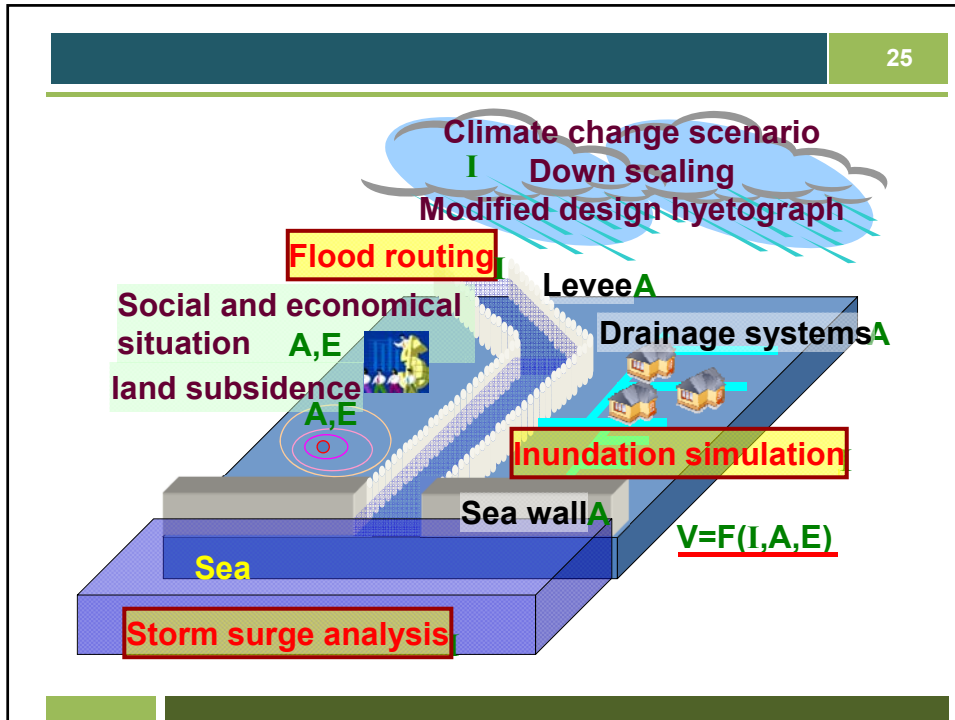 25
Climate change scenario
I Down scaling
Modified design hyetograph
Flood routing I
Levee A
Social and economical
situation A,E
Drainage systems A
land subsidence
A,E
Inundation simulation I
Sea wall A
V=F(I,A,E)
Sea
Storm surge analysis I